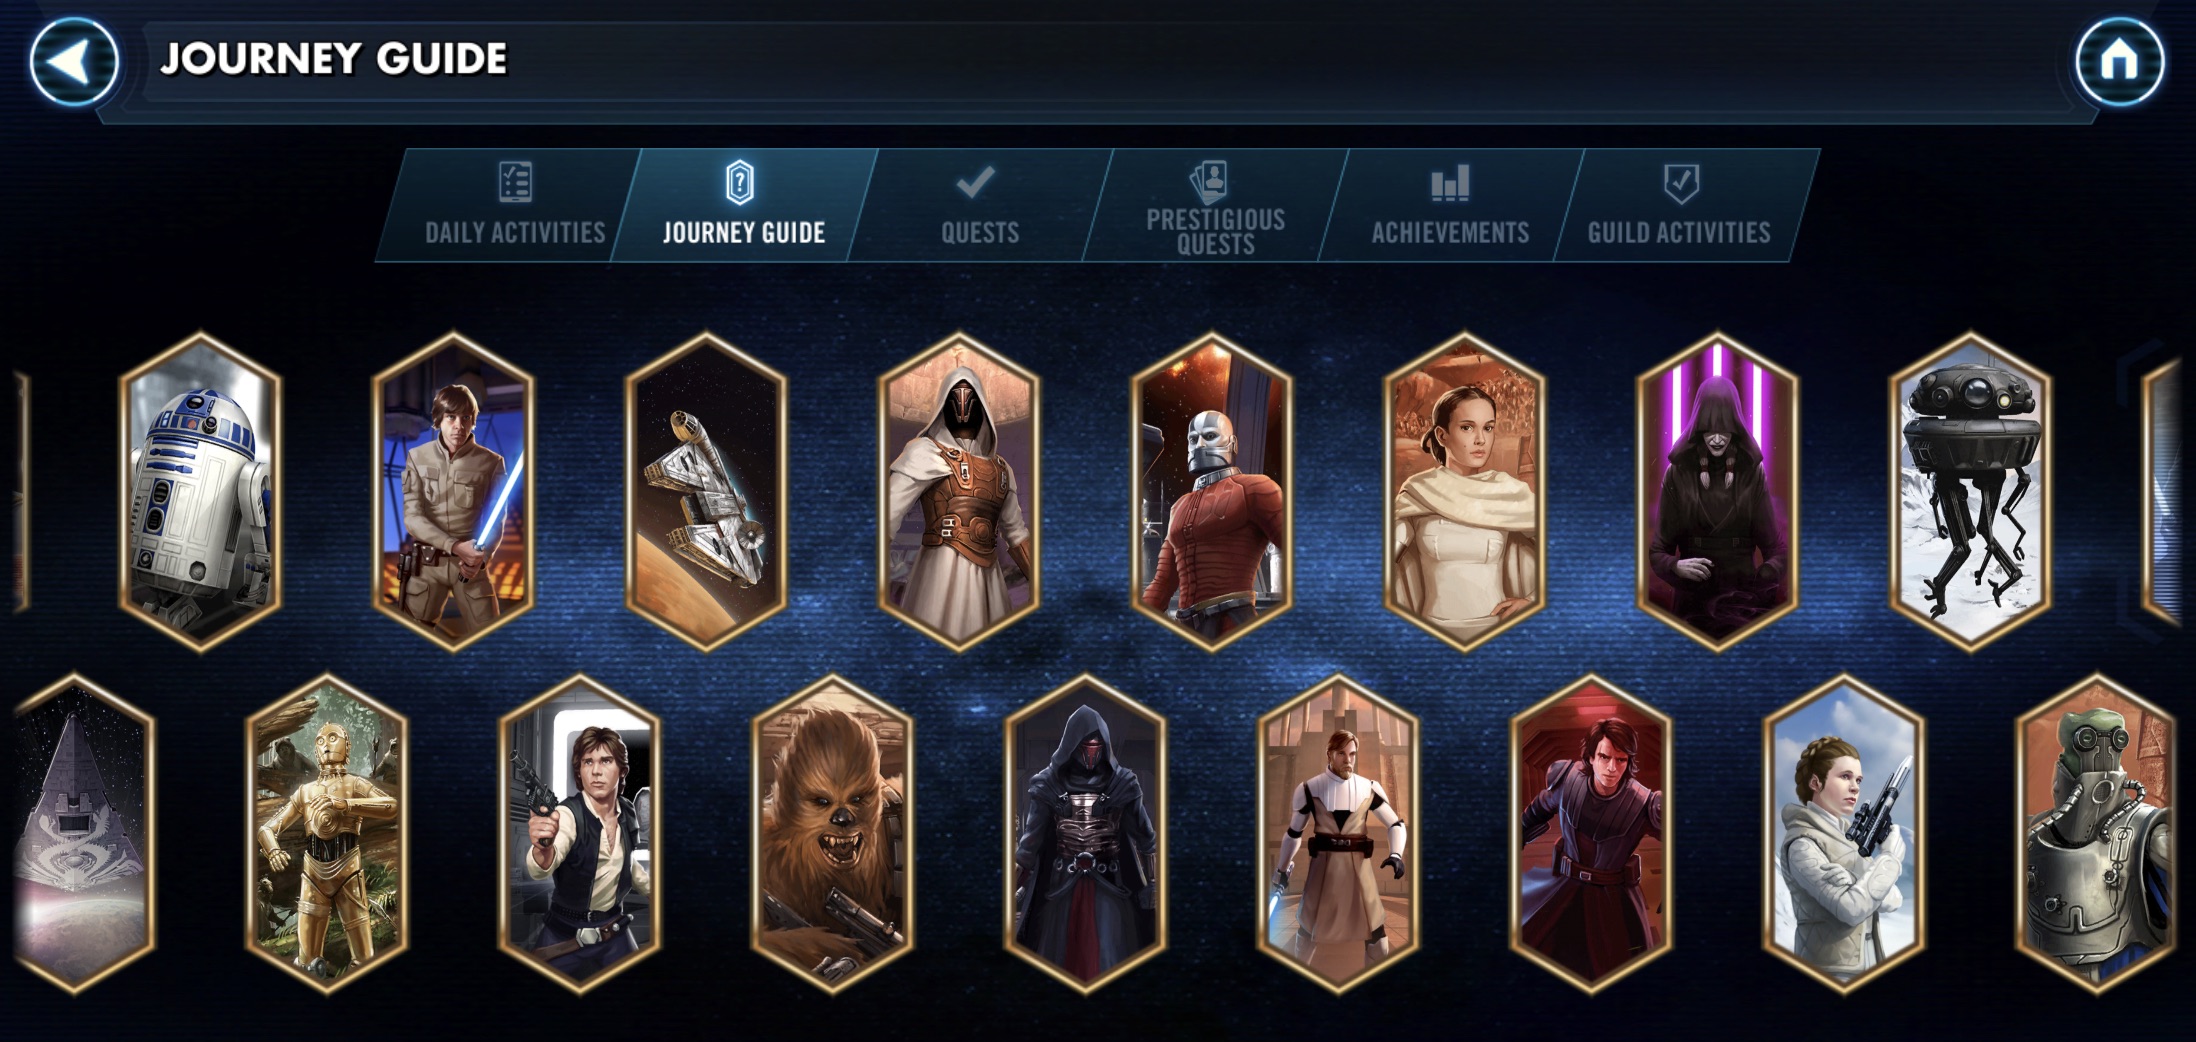 JOURNEY GUIDE
DAILY ACTIVITIES
JOURNEY GUIDE
QUESTS
PRESTIGIOUS
QUESTS
ACHIEVEMENTS
GUILD ACTIVITIES